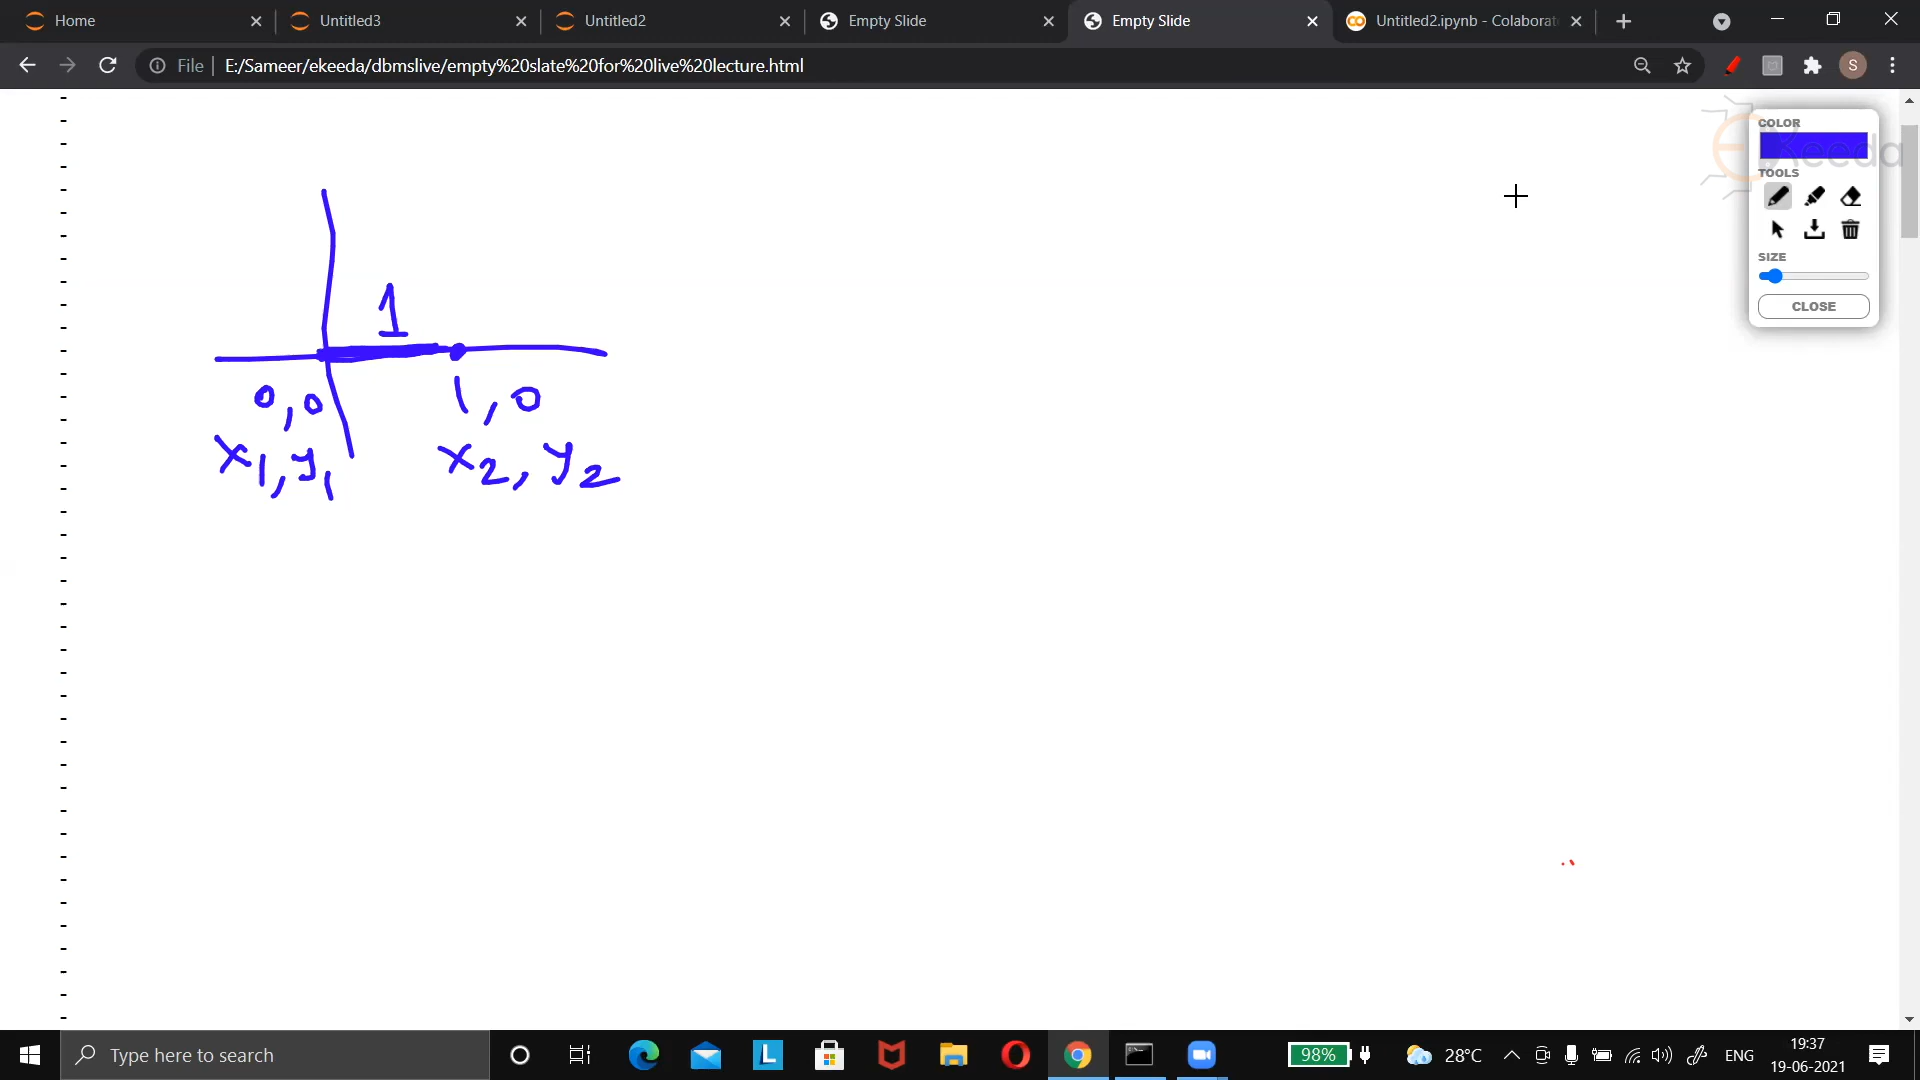 Home
Untitled3
Untitled2
Empty Slide
Empty Slide
Untitled2.ipynb - Colaborat
File
E:/Sameer/ekeeda/dbmslive/empty%20slate%20for%20live%20lecture.html
S
COLOR
eKeeda
TOOLS
SIZE
CLOSE
1
0,0
1,0
x1,y1
x2,y2
Type here to search
L
98%
28°C
ENG
19:37
19-06-2021